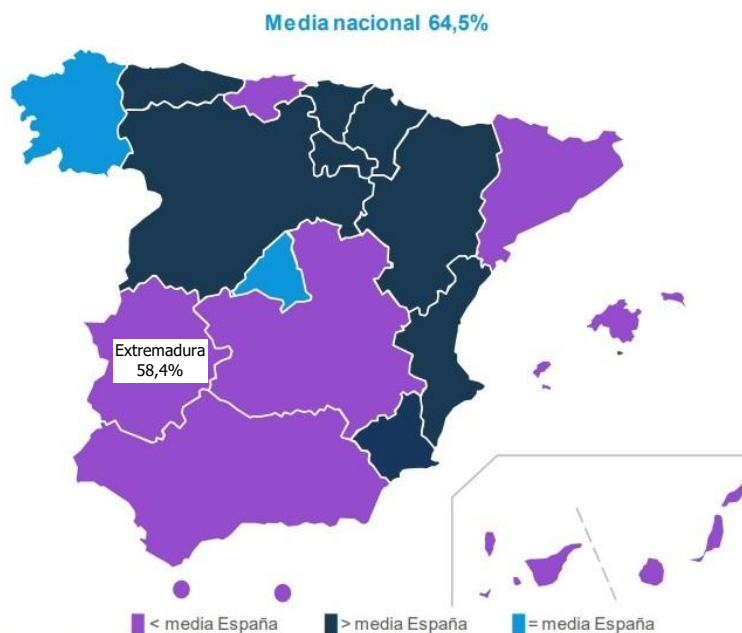 Media nacional 64,5%
Extremadura
58,4%
< media España
> media España
= media España